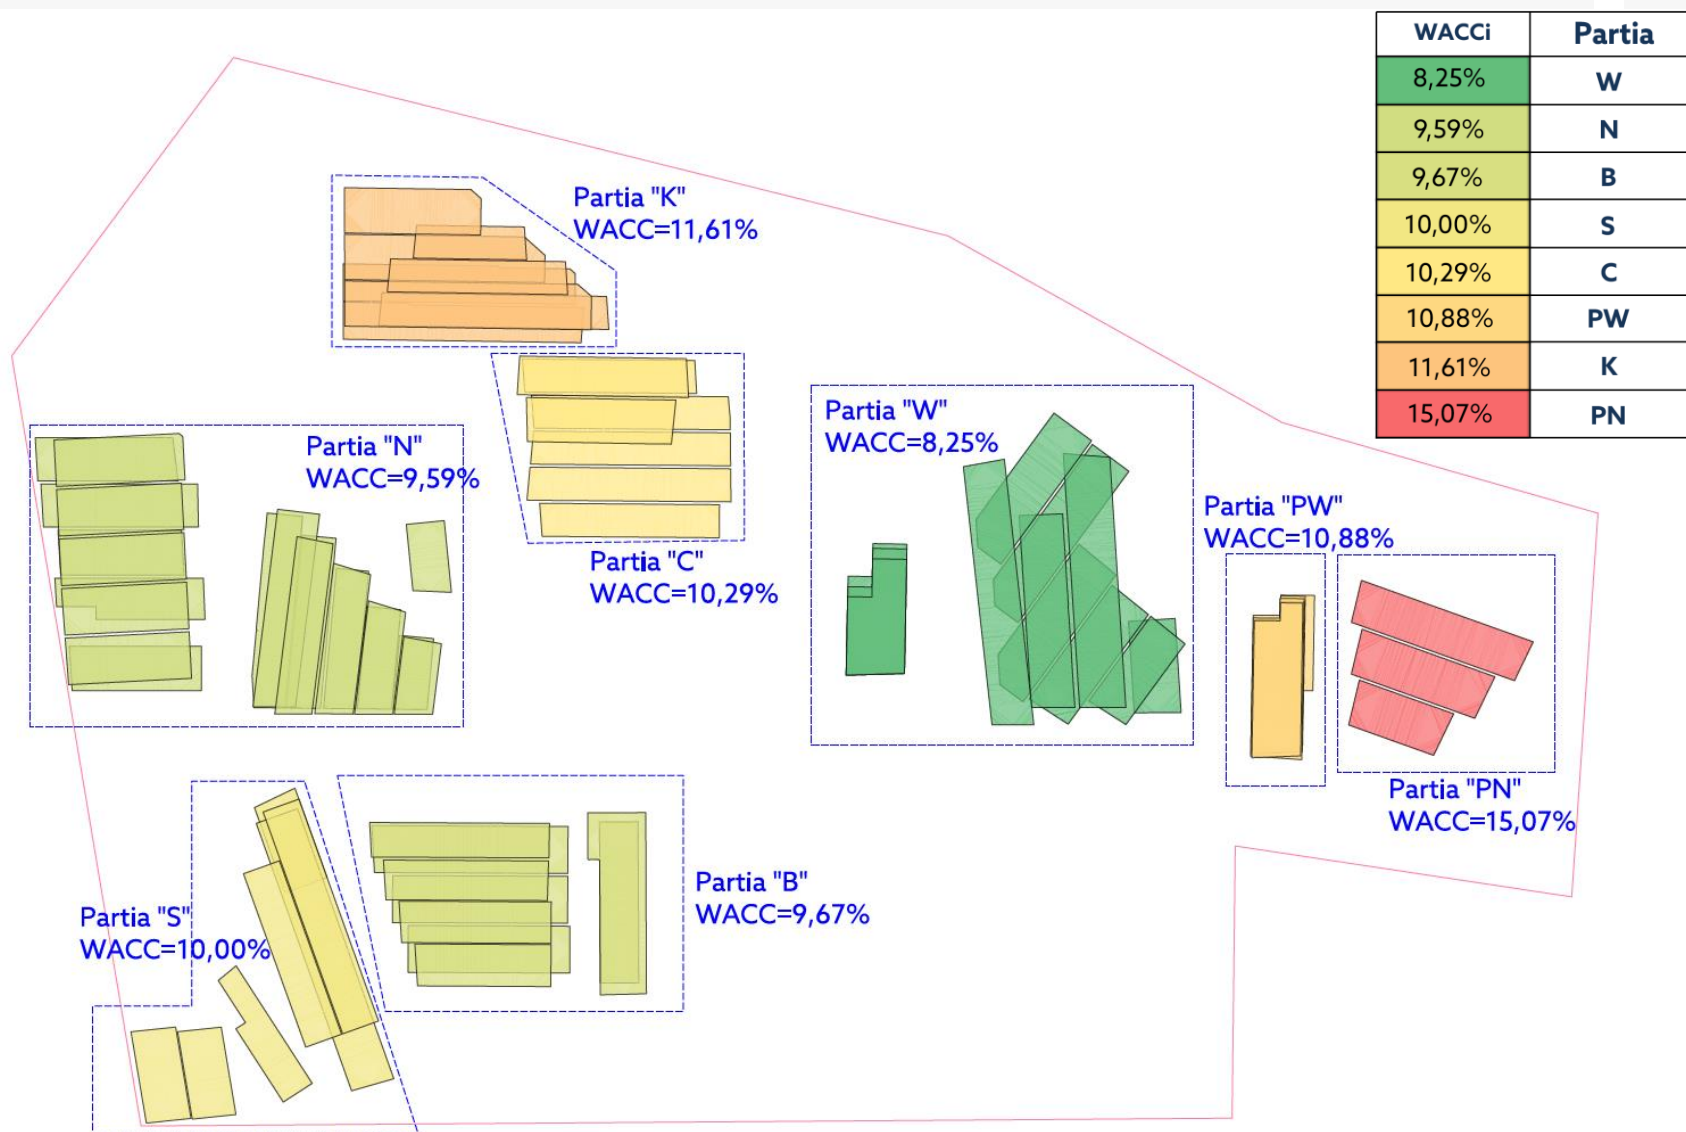 WACCi Partia
8,25% W
9,59% N
9,67% B
10,00% S
10,29% C
10,88% PW
11,61% K
15,07% PN
Partia "K"
WACC=11,61%
Partia "W"
WACC=8,25%
Partia "N"
WACC=9,59%
Partia "PW"
WACC=10,88%
Partia "C"
WACC=10,29%
Partia "PN"
WACC=15,07%
Partia "B"
WACC=9,67%
Partia "S"
WACC=10,00%